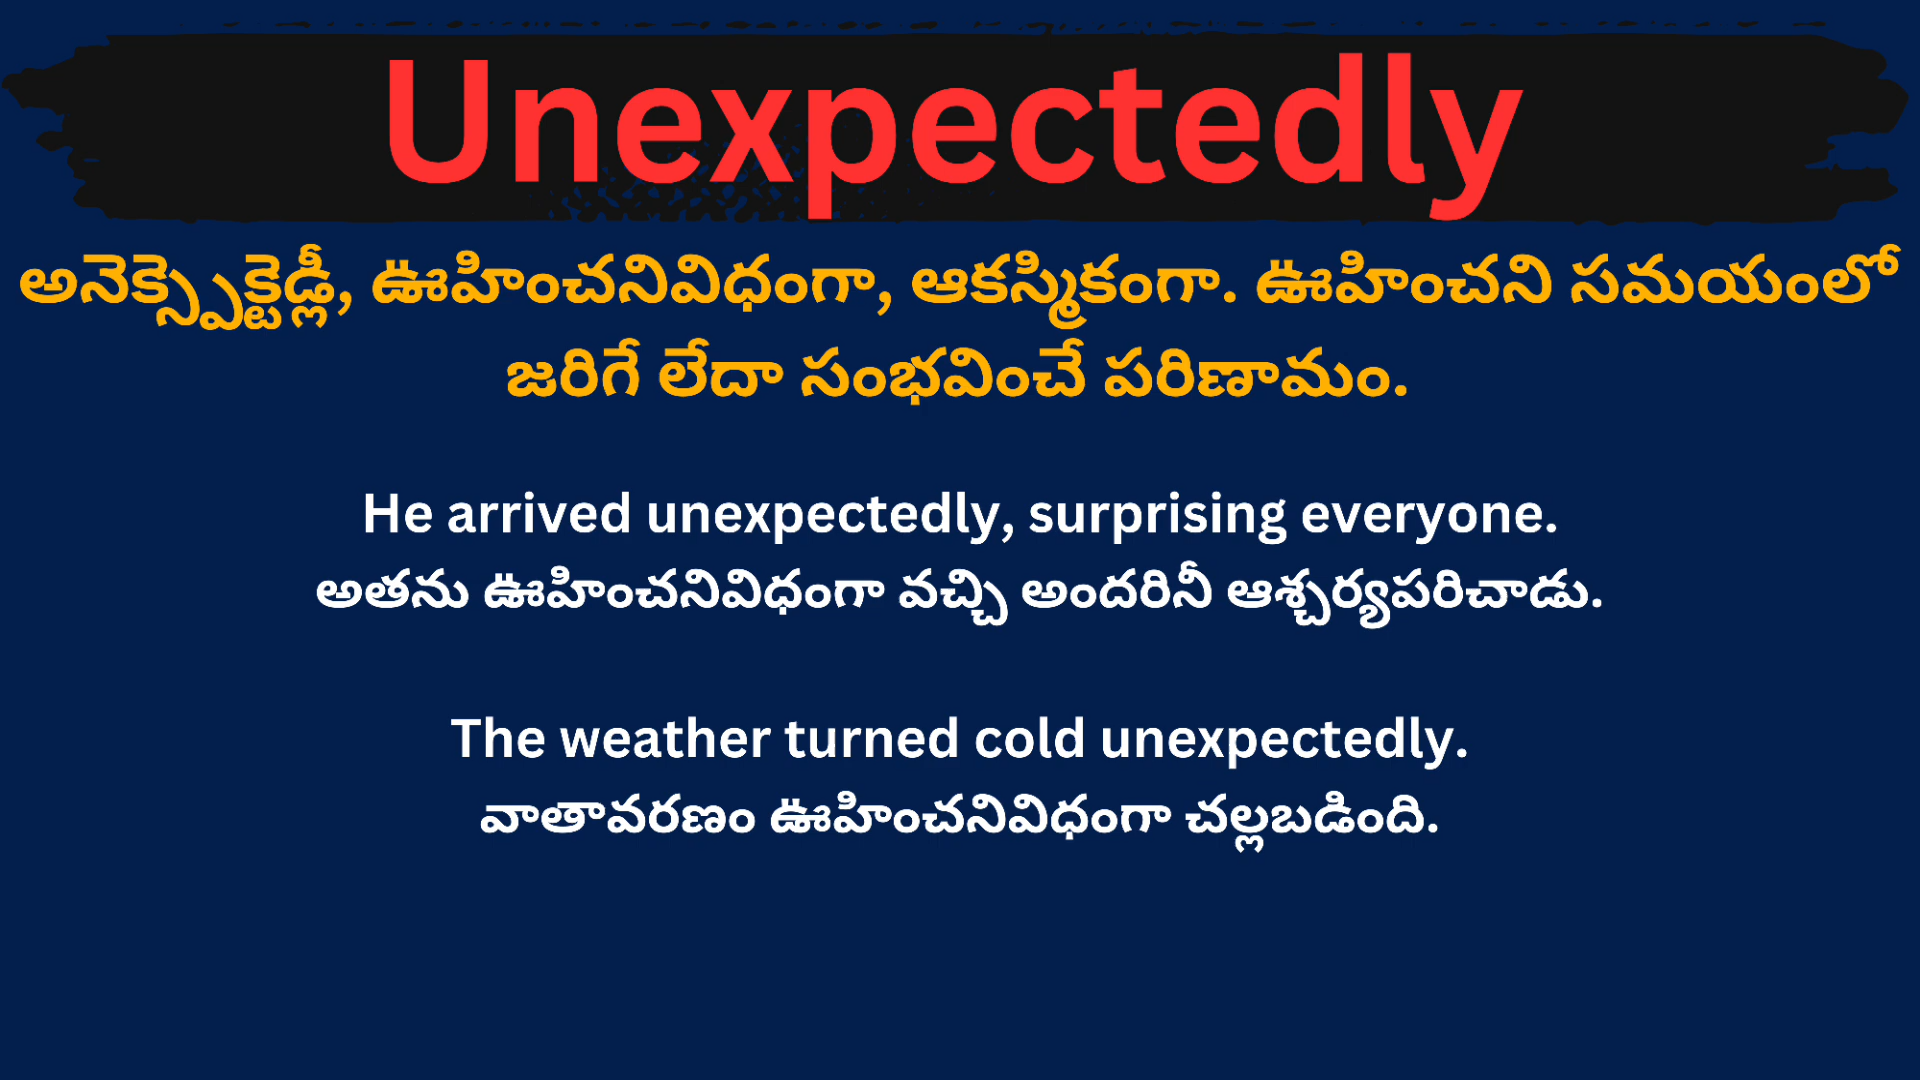 Unexpectedly
అనెక్స్పెక్టెడ్లీ, ఊహించనివిధంగా, ఆకస్మికంగా. ఊహించని సమయంలో
జరిగే లేదా సంభవించే పరిణామం.
He arrived unexpectedly, surprising everyone.
అతను ఊహించనివిధంగా వచ్చి అందరినీ ఆశ్చర్యపరిచాడు.
The weather turned cold unexpectedly.
వాతావరణం ఊహించనివిధంగా చల్లబడింది.